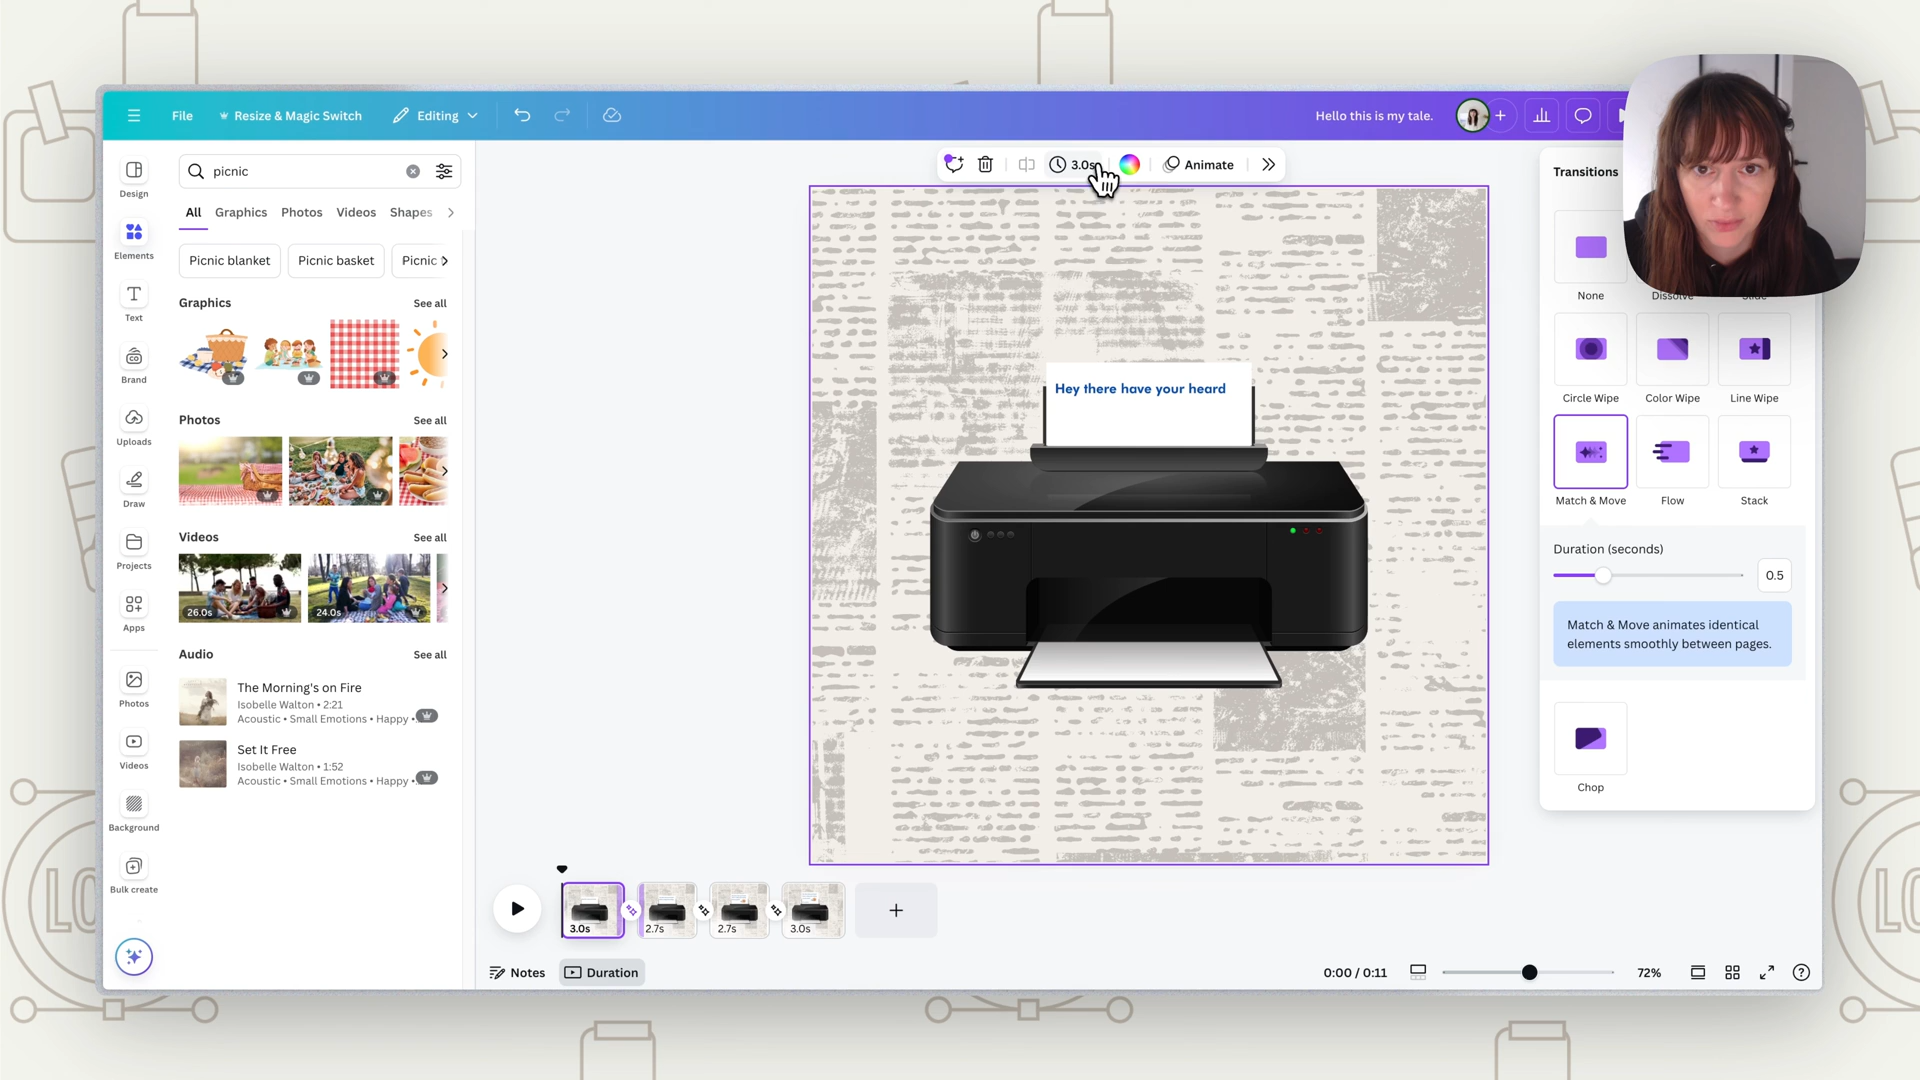 File
Resize & Magic Switch
Editing
Hello this is my tale.
Design
Elements
Text
Brand
Uploads
Draw
Projects
Apps
Photos
Videos
Background
Bulk create
picnic
All
Graphics
Photos
Videos
Shapes
Picnic blanket
Picnic basket
Picnic
Graphics
See all
Photos
See all
Videos
See all
26.0s
24.0s
Audio
See all
The Morning's on Fire
Isobelle Walton • 2:21
Acoustic • Small Emotions • Happy •
Set It Free
Isobelle Walton • 1:52
Acoustic • Small Emotions • Happy •
3.0s
Animate
Hey there have your heard
Transitions
None
Dissolve
Slide
Circle Wipe
Color Wipe
Line Wipe
Match & Move
Flow
Stack
Duration (seconds)
0.5
Match & Move animates identical
elements smoothly between pages.
Chop
3.0s
2.7s
2.7s
3.0s
Notes
Duration
0:00 / 0:11
72%